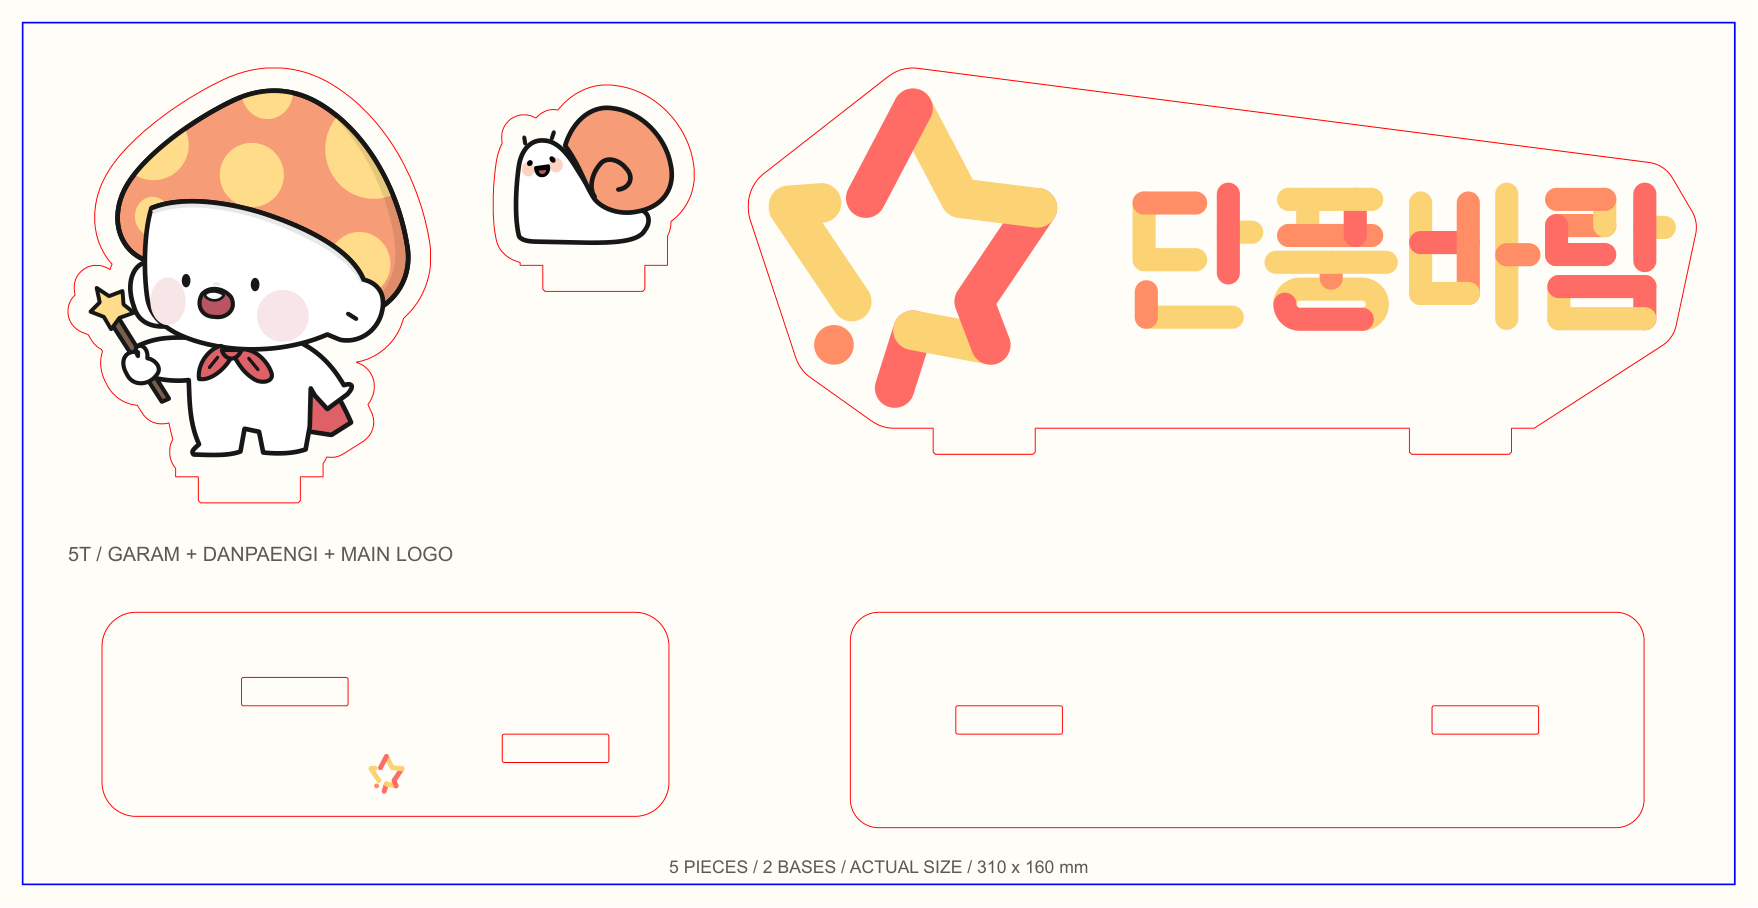 단풍바람
5T / GARAM + DANPAENGI + MAIN LOGO
5 PIECES / 2 BASES / ACTUAL SIZE / 310 x 160 mm